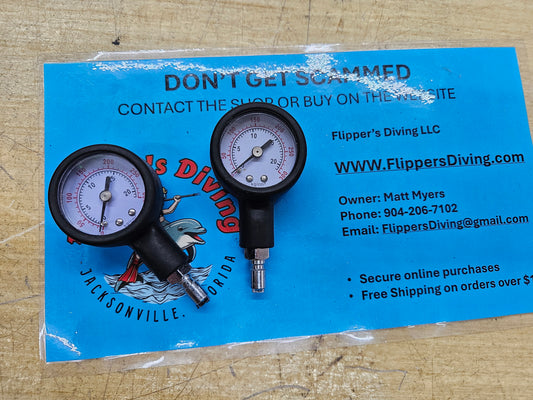 DON'T GET SCAMMED
CONTACT THE SHOP OR BUY ON THE WEBSITE
Flipper's Diving LLC
WWW.FlippersDiving.com
Owner: Matt Myers
Phone: 904-206-7102
Email: FlippersDiving@gmail.com
• Secure online purchases
• Free Shipping on orders over $
Diving
JACKSONVILLE, FLORIDA